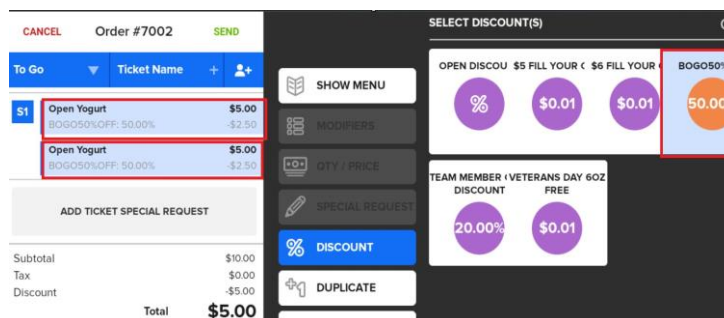 CANCEL Order #7002 SEND
To Go Ticket Name +
S1 Open Yogurt $5.00
BOGO50%OFF: 50.00% -$2.50
Open Yogurt $5.00
BOGO50%OFF: 50.00% -$2.50
ADD TICKET SPECIAL REQUEST
Subtotal $10.00
Tax $0.00
Discount -$5.00
Total $5.00
SHOW MENU
MODIFIERS
QTY / PRICE
SPECIAL REQUEST
DISCOUNT
DUPLICATE
SELECT DISCOUNT(S)
OPEN DISCOU $5 FILL YOUR $6 FILL YOUR BOGO50%
% $0.01 $0.01 50.00
TEAM MEMBER VETERANS DAY 6OZ
DISCOUNT FREE
20.00% $0.01